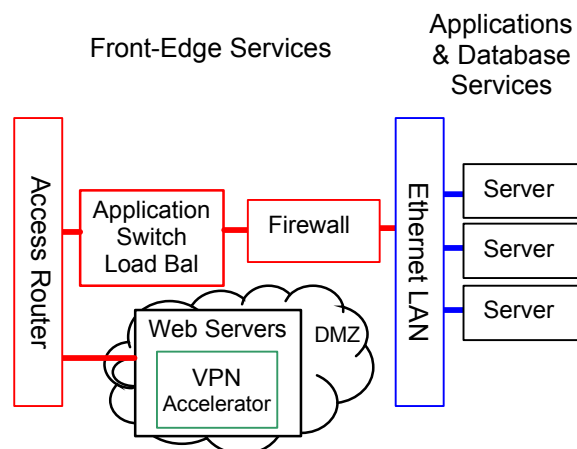 Front-Edge Services
Applications
& Database
Services
Access Router
Application
Switch
Load Bal
Firewall
Ethernet LAN
Server
Server
Server
Web Servers
DMZ
VPN
Accelerator